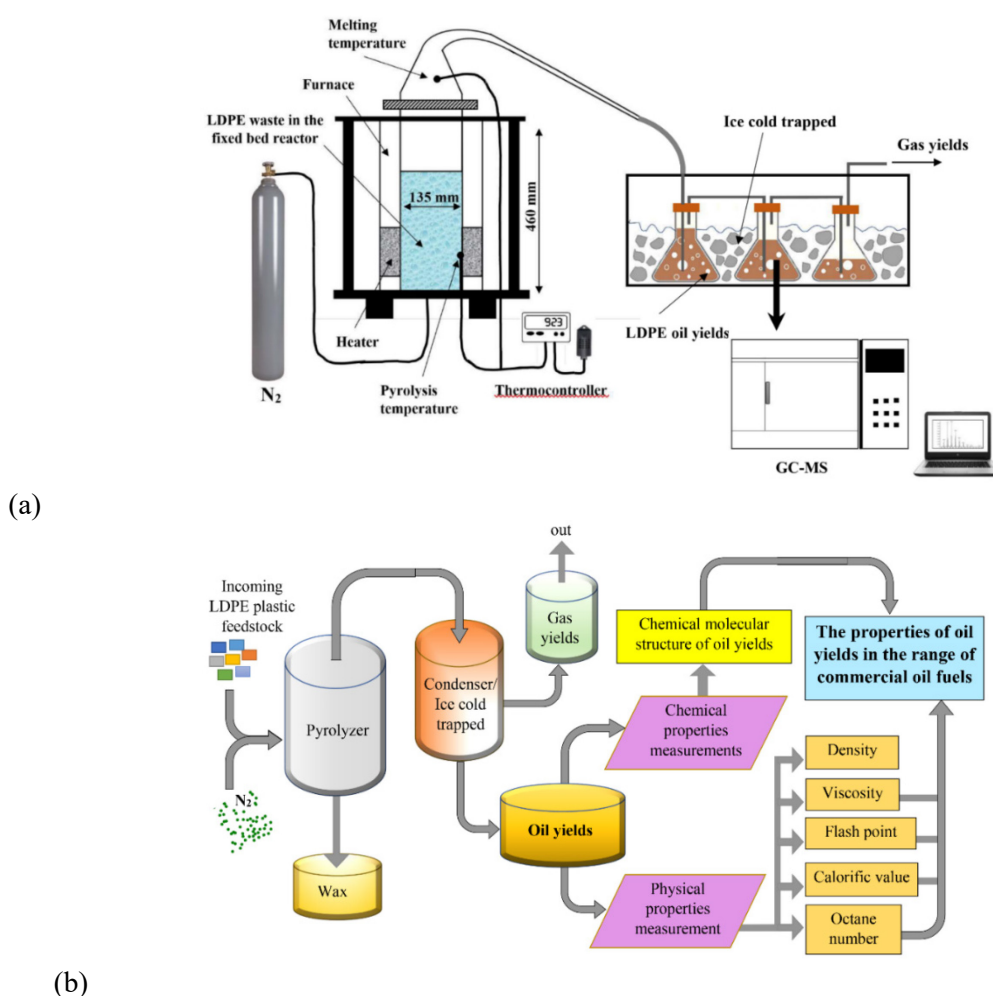 Melting
temperature
Furnace
LDPE waste in the
fixed bed reactor
Ice cold trapped
Gas yields
135 mm
460 mm
923
Heater
LDPE oil yields
N2
Pyrolysis
temperature
Thermocontroller
GC-MS
(a)
out
Incoming
LDPE plastic
feedstock
Gas
yields
Chemical molecular
structure of oil yields
The properties of oil
yields in the range of
commercial oil fuels
Pyrolyzer
Condenser/
Ice cold
trapped
Chemical
properties
measurements
Density
Viscosity
N2
Oil yields
Flash point
Calorific value
Wax
Physical
properties
measurement
Octane
number
(b)